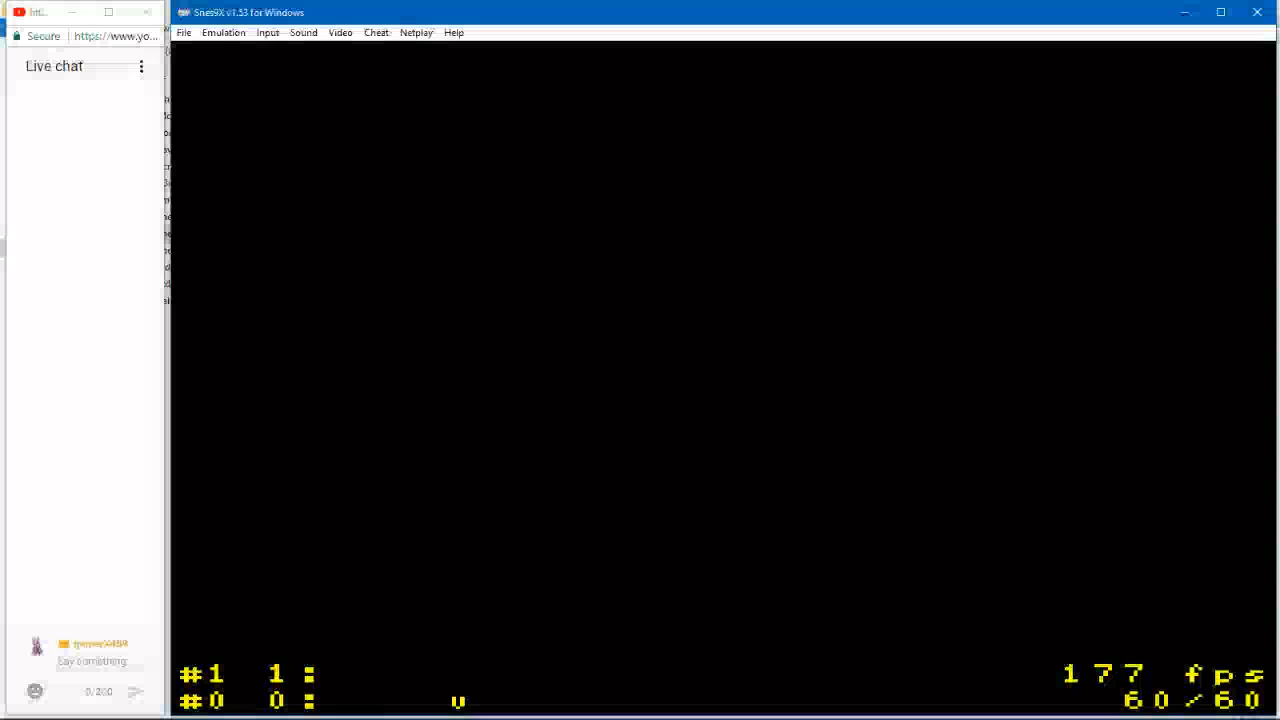 Snes9X v1.53 for Windows
Secure | https://www.yo...
File Emulation Input Sound Video Cheat Netplay Help
Live chat
Say something
0/200
#1 1: 177 fps
#0 0: v 60/60